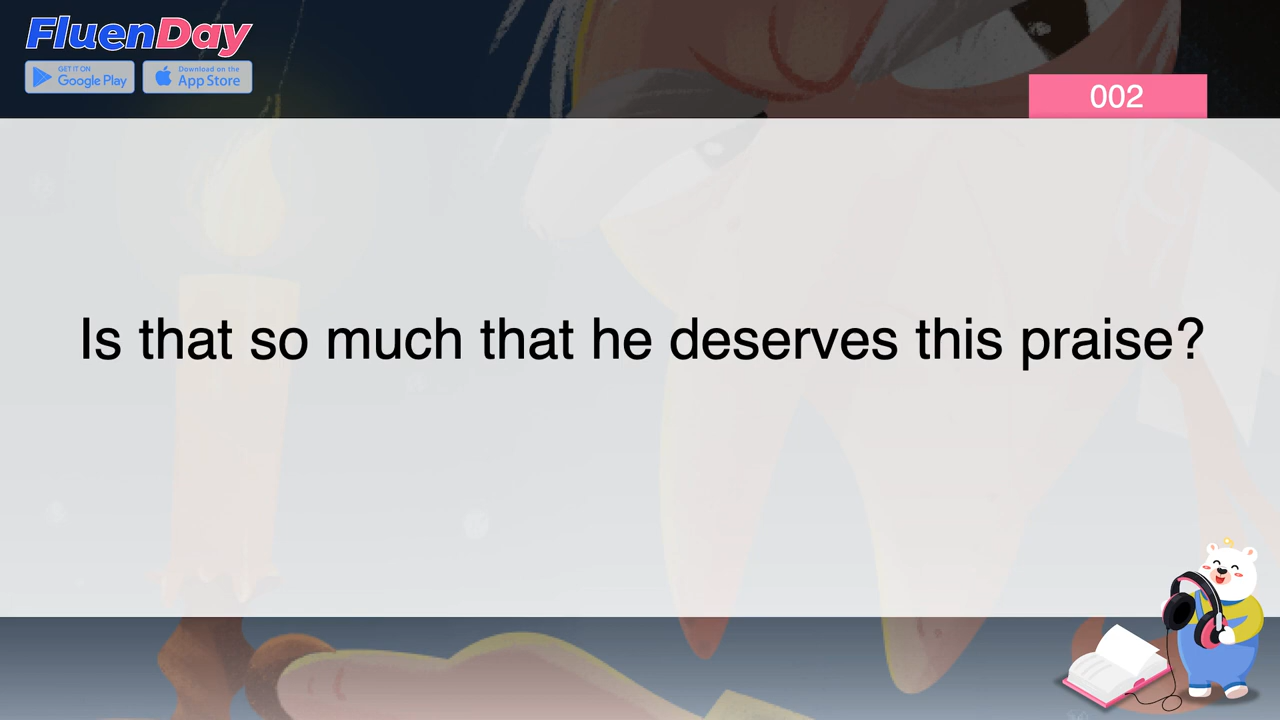 FluenDay
GET IT ON
Google Play
Download on the
App Store
002
Is that so much that he deserves this praise?